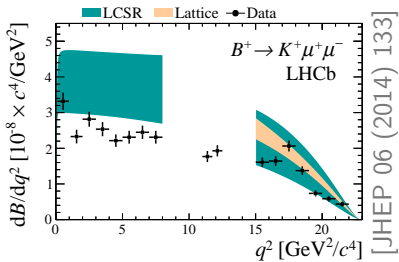 LCSR Lattice Data
B⁺ → K⁺μ⁺μ⁻
LHCb
dB/dq² [10⁻⁸ × c⁴/GeV²]
5
4
3
2
1
0
0 5 10 15 20
q² [GeV²/c⁴]
[JHEP 06 (2014) 133]